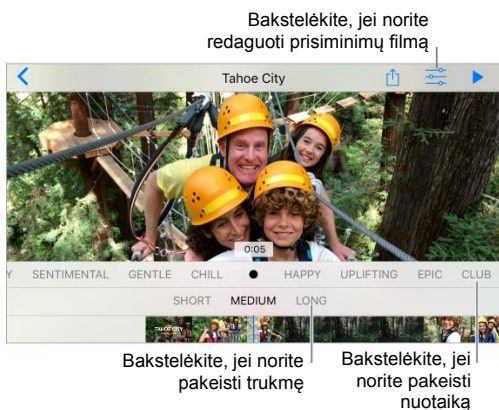 Bakstelėkite, jei norite
redaguoti prisiminimų filmą
Tahoe City
0:05
Y SENTIMENTAL GENTLE CHILL HAPPY UPLIFTING EPIC CLUB
SHORT MEDIUM LONG
TAHOE CITY
Bakstelėkite, jei norite
pakeisti trukmę
Bakstelėkite, jei
norite pakeisti
nuotaiką